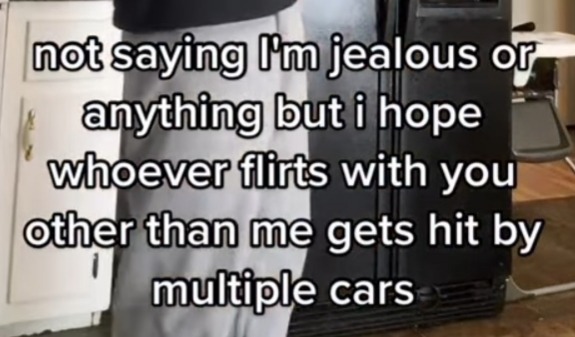 not saying I'm jealous or
anything but i hope
whoever flirts with you
other than me gets hit by
multiple cars